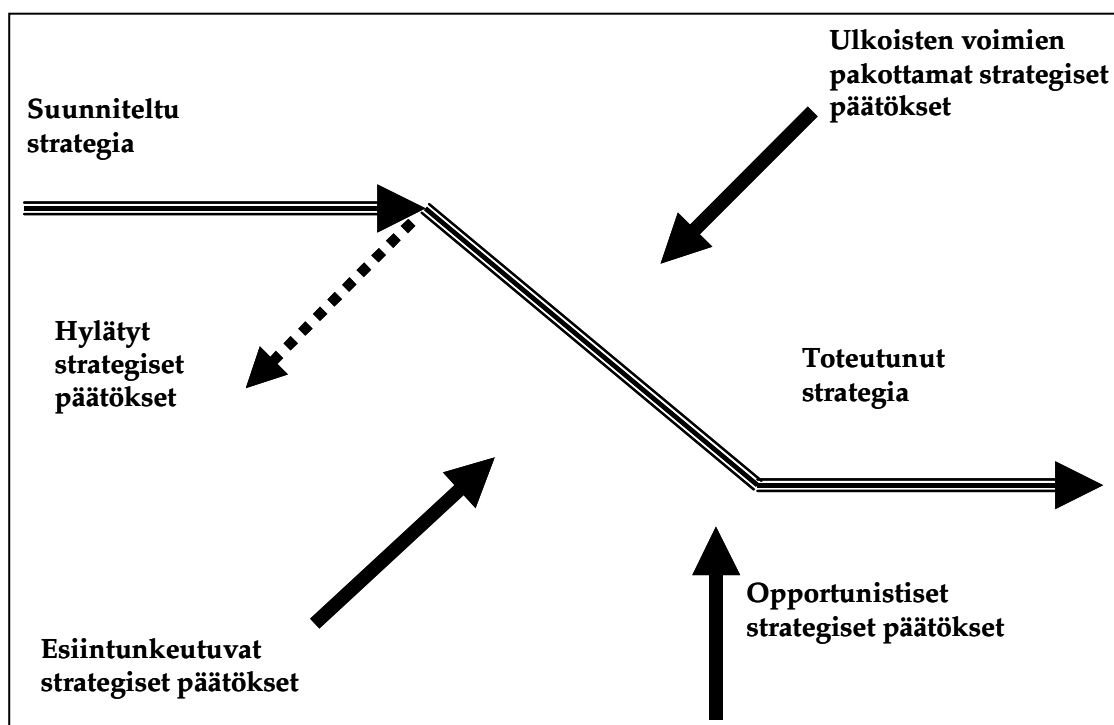 Ulkoisten voimien
pakottamat strategiset
päätökset
Suunniteltu
strategia
Hylätyt
strategiset
päätökset
Toteutunut
strategia
Opportunistiset
strategiset päätökset
Esiintunkeutuvat
strategiset päätökset